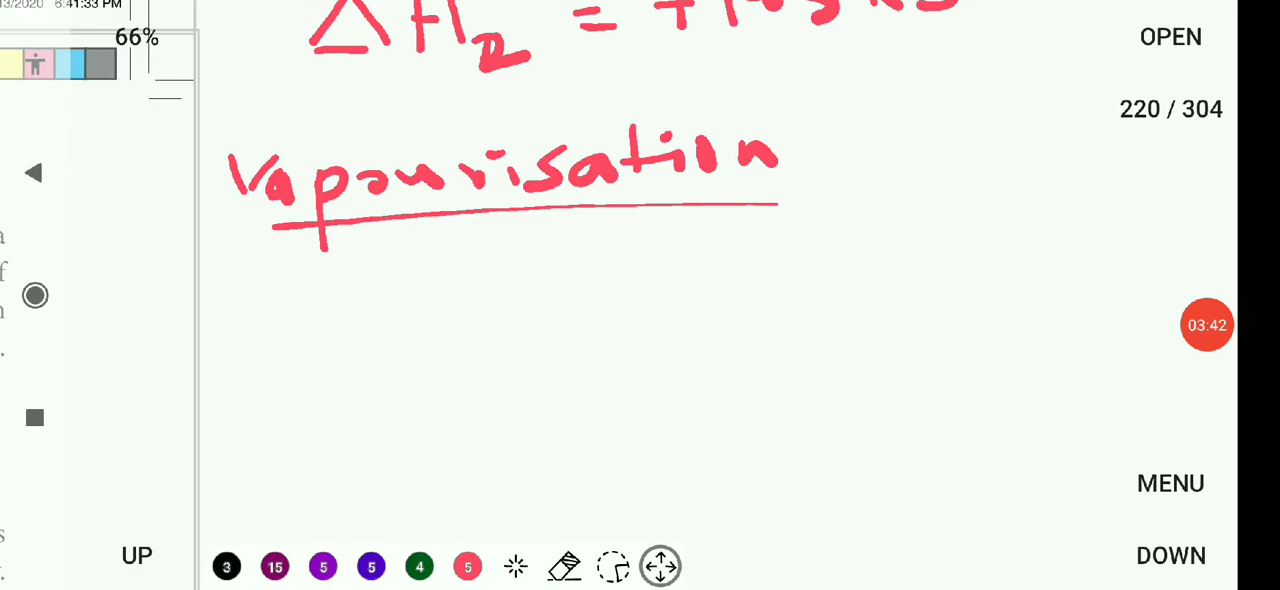 13/2020 6:41:33 PM
66%
OPEN
220 / 304
ΔH2 =
Vapourisation
a
f
n
.
03:42
MENU
s
.
UP
DOWN
3 15 5 5 4 5